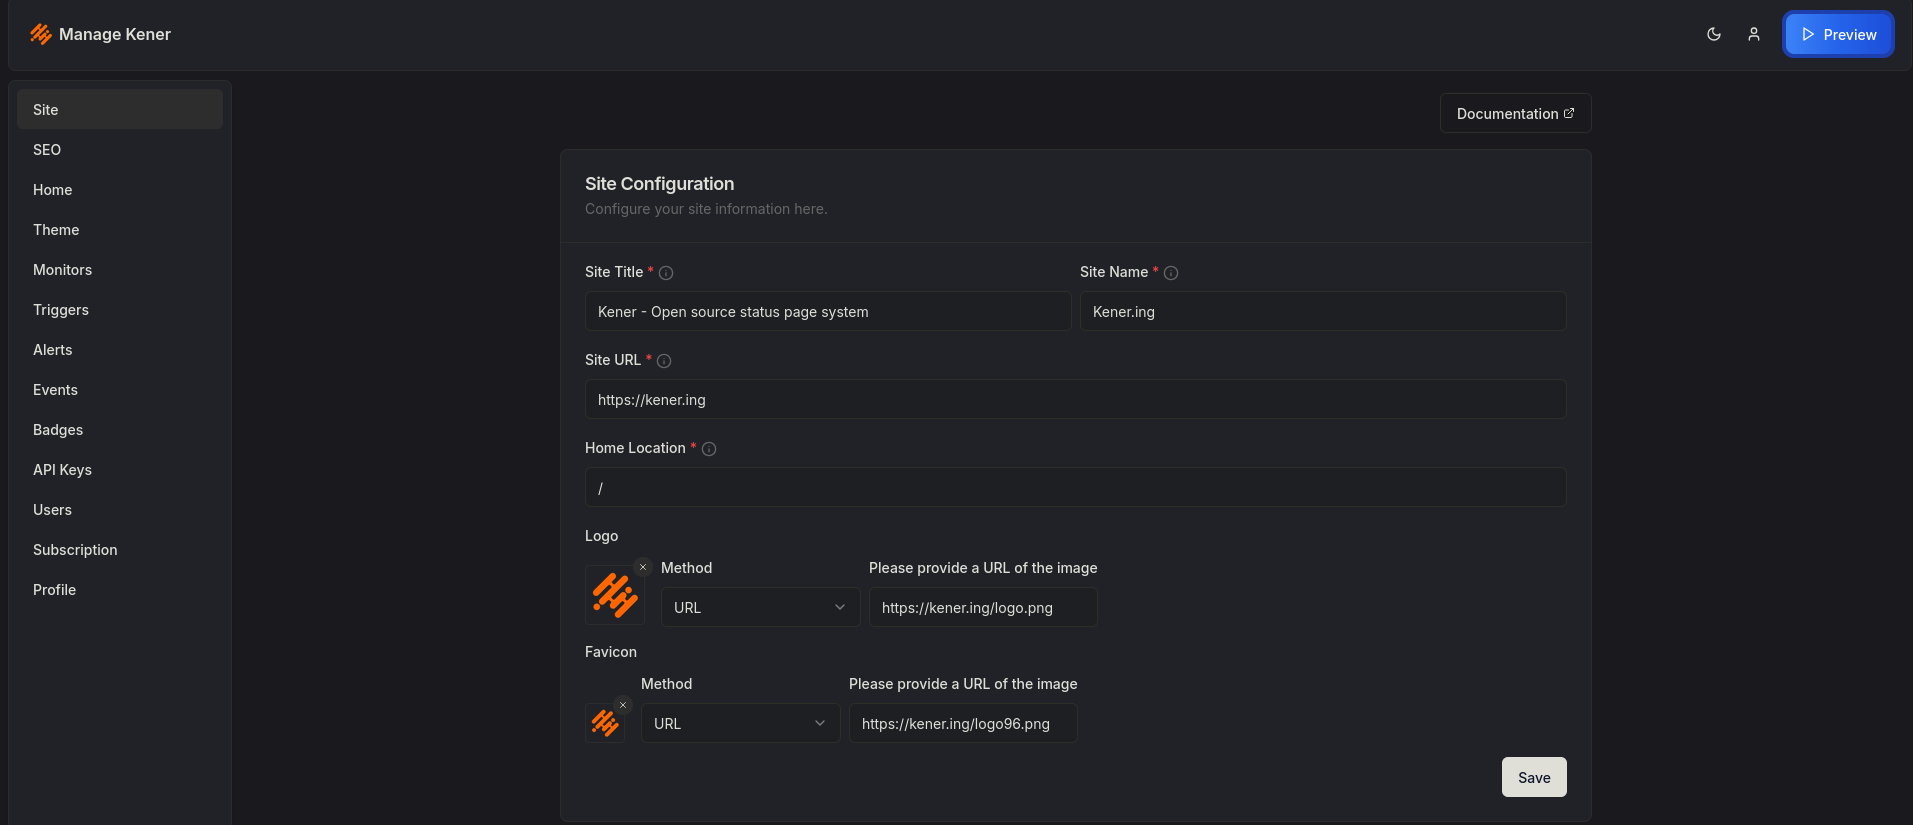 Manage Kener
Preview
Site
SEO
Home
Theme
Monitors
Triggers
Alerts
Events
Badges
API Keys
Users
Subscription
Profile
Documentation
Site Configuration
Configure your site information here.
Site Title *
Site Name *
Kener - Open source status page system
Kener.ing
Site URL *
https://kener.ing
Home Location *
/
Logo
Method
Please provide a URL of the image
URL
https://kener.ing/logo.png
Favicon
Method
Please provide a URL of the image
URL
https://kener.ing/logo96.png
Save